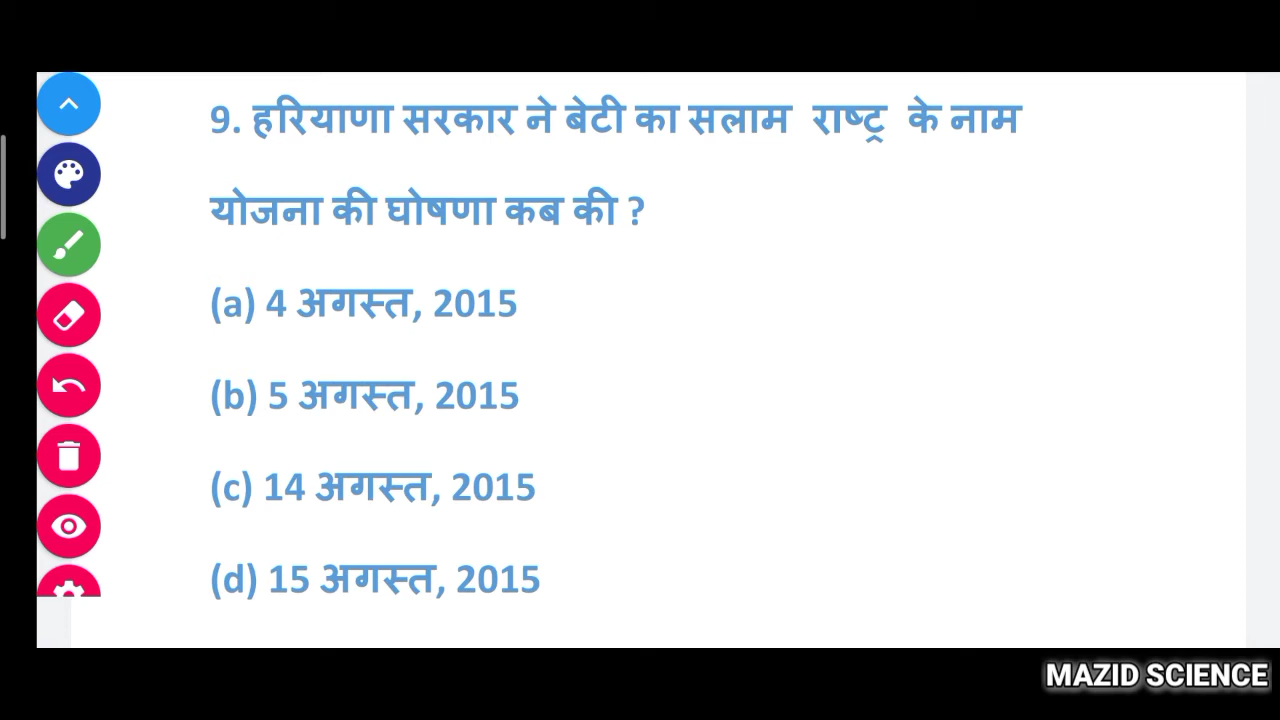 9. हरियाणा सरकार ने बेटी का सलाम राष्ट्र के नाम
योजना की घोषणा कब की ?
(a) 4 अगस्त, 2015
(b) 5 अगस्त, 2015
(c) 14 अगस्त, 2015
(d) 15 अगस्त, 2015
MAZID SCIENCE